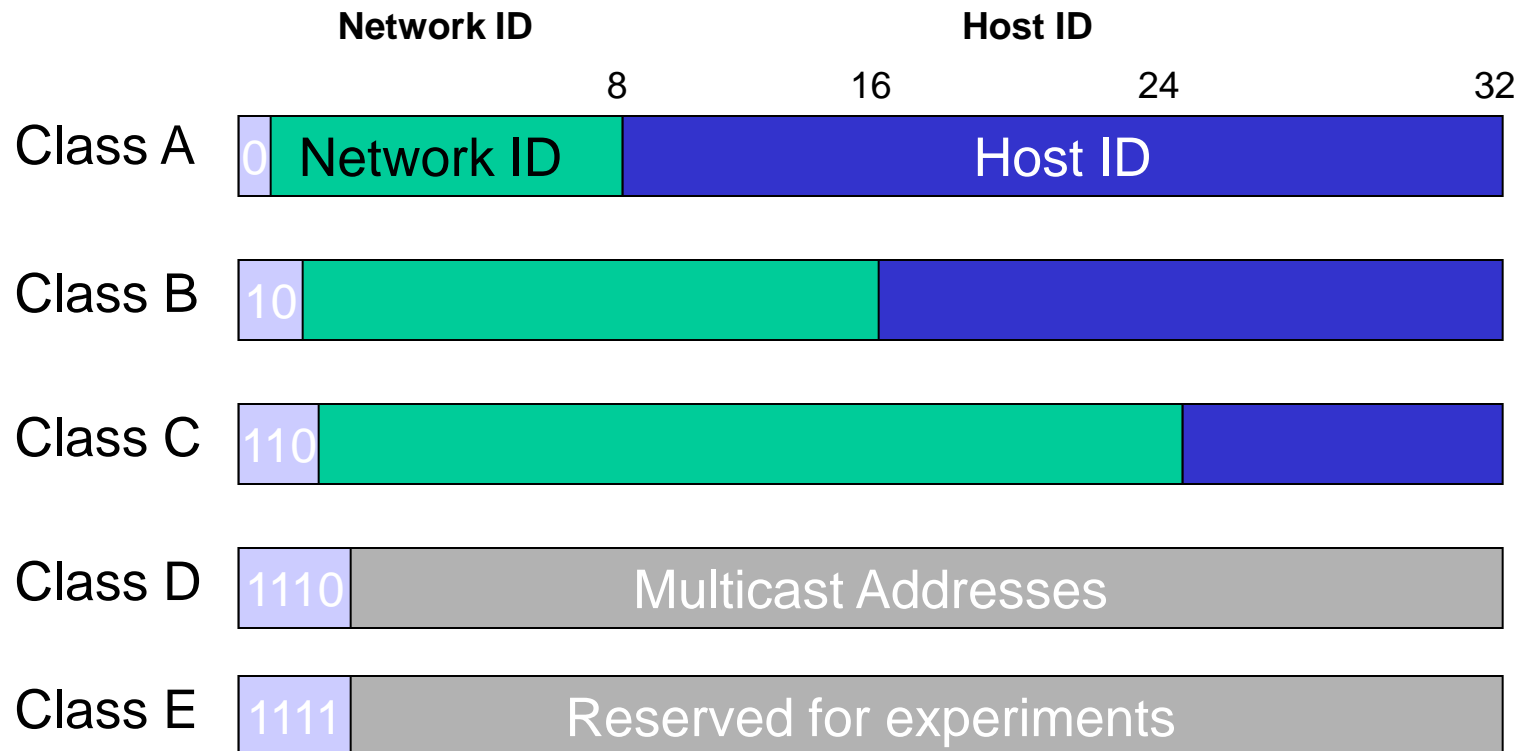 Network ID Host ID
8 16 24 32
Class A 0 Network ID Host ID
Class B 10
Class C 110
Class D 1110 Multicast Addresses
Class E 1111 Reserved for experiments